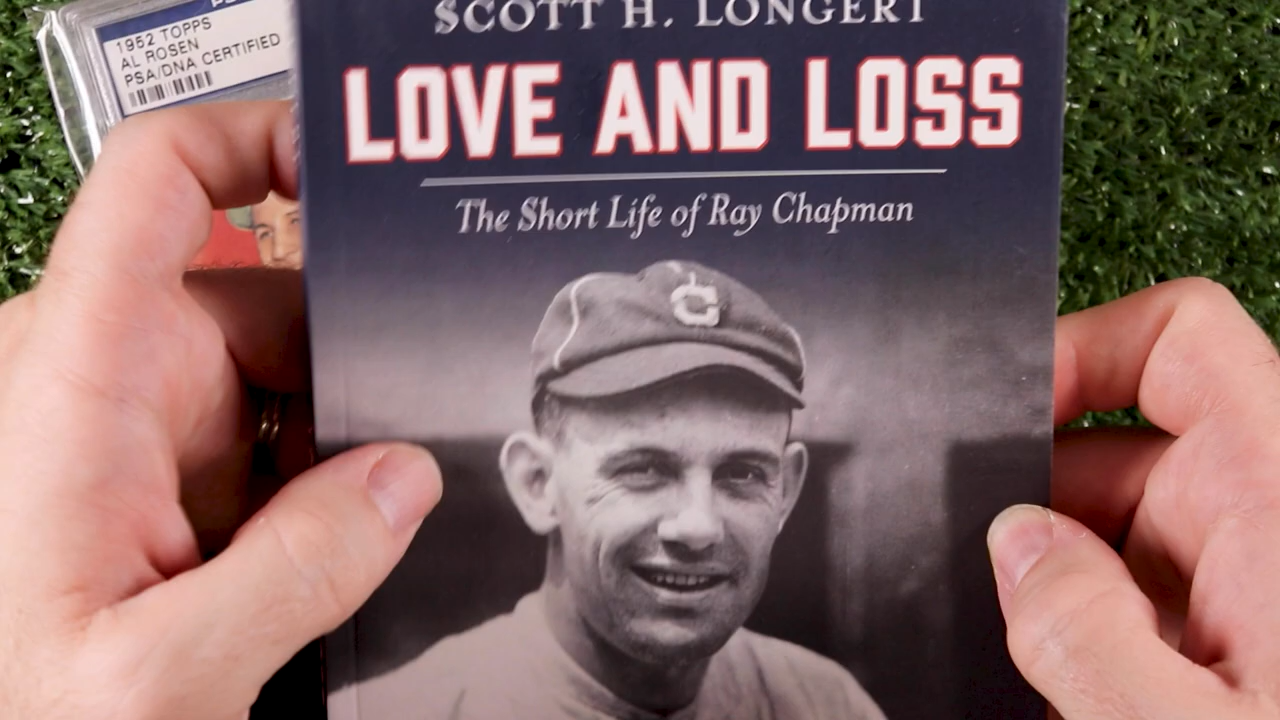 SCOTT H. LONGERT
LOVE AND LOSS
The Short Life of Ray Chapman
C
1952 TOPPS
AL ROSEN
PSA/DNA CERTIFIED